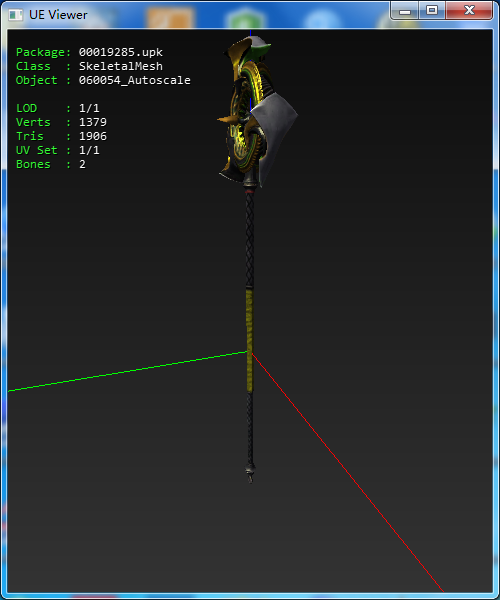 UE Viewer
Package: 00019285.upk
Class : SkeletalMesh
Object : 060054_Autoscale
LOD : 1/1
Verts : 1379
Tris : 1906
UV Set : 1/1
Bones : 2